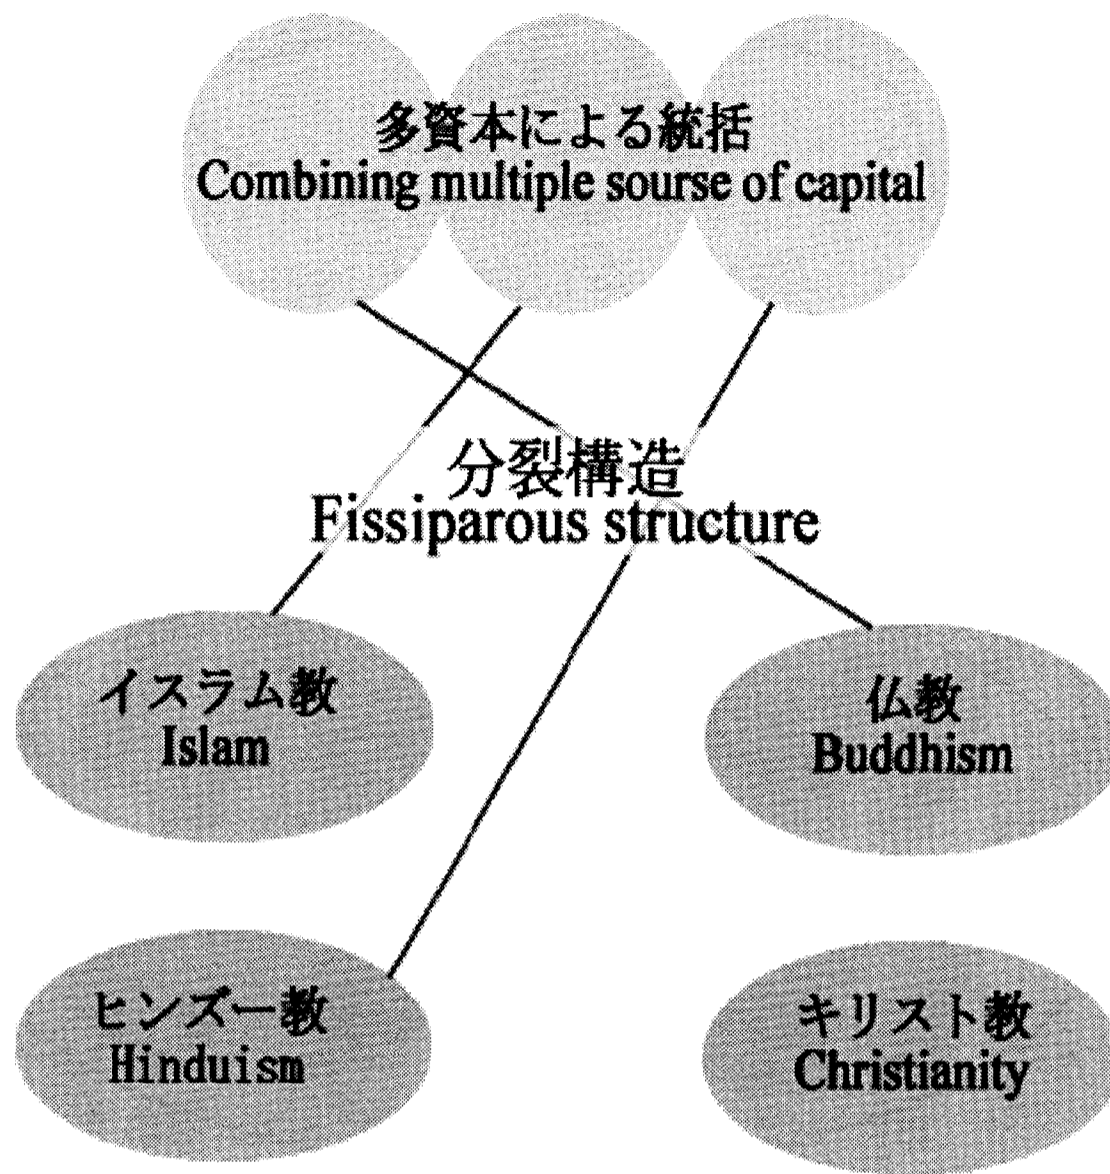 多資本による統括
Combining multiple sourse of capital
分裂構造
Fissiparous structure
イスラム教
Islam
仏教
Buddhism
ヒンズー教
Hinduism
キリスト教
Christianity